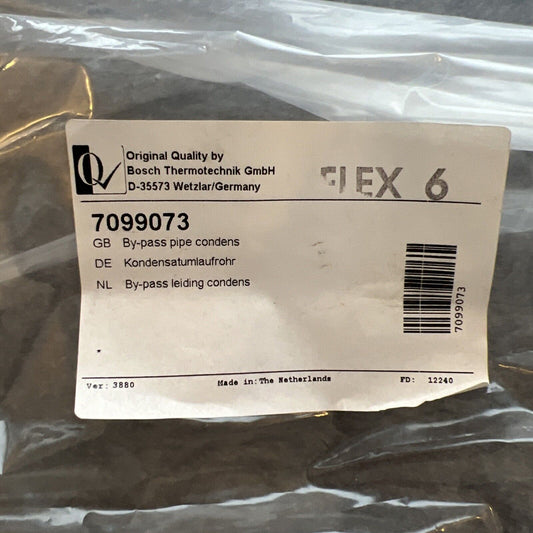 Original Quality by
Bosch Thermotechnik GmbH
D-35573 Wetzlar/Germany
FLEX 6
7099073
GB By-pass pipe condens
DE Kondensatumlaufrohr
NL By-pass leiding condens
7099073
Ver: 3880 Made in: The Netherlands FD: 12240